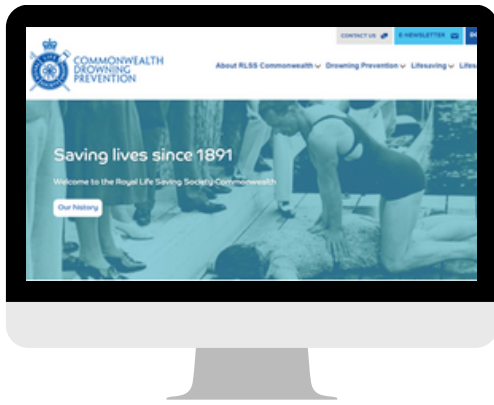 CONTACT US
E-NEWSLETTER
COMMONWEALTH
DROWNING
PREVENTION
About RLSS Commonwealth
Drowning Prevention
Lifesaving
Saving lives since 1891
Welcome to the Royal Life Saving Society Commonwealth
Our history